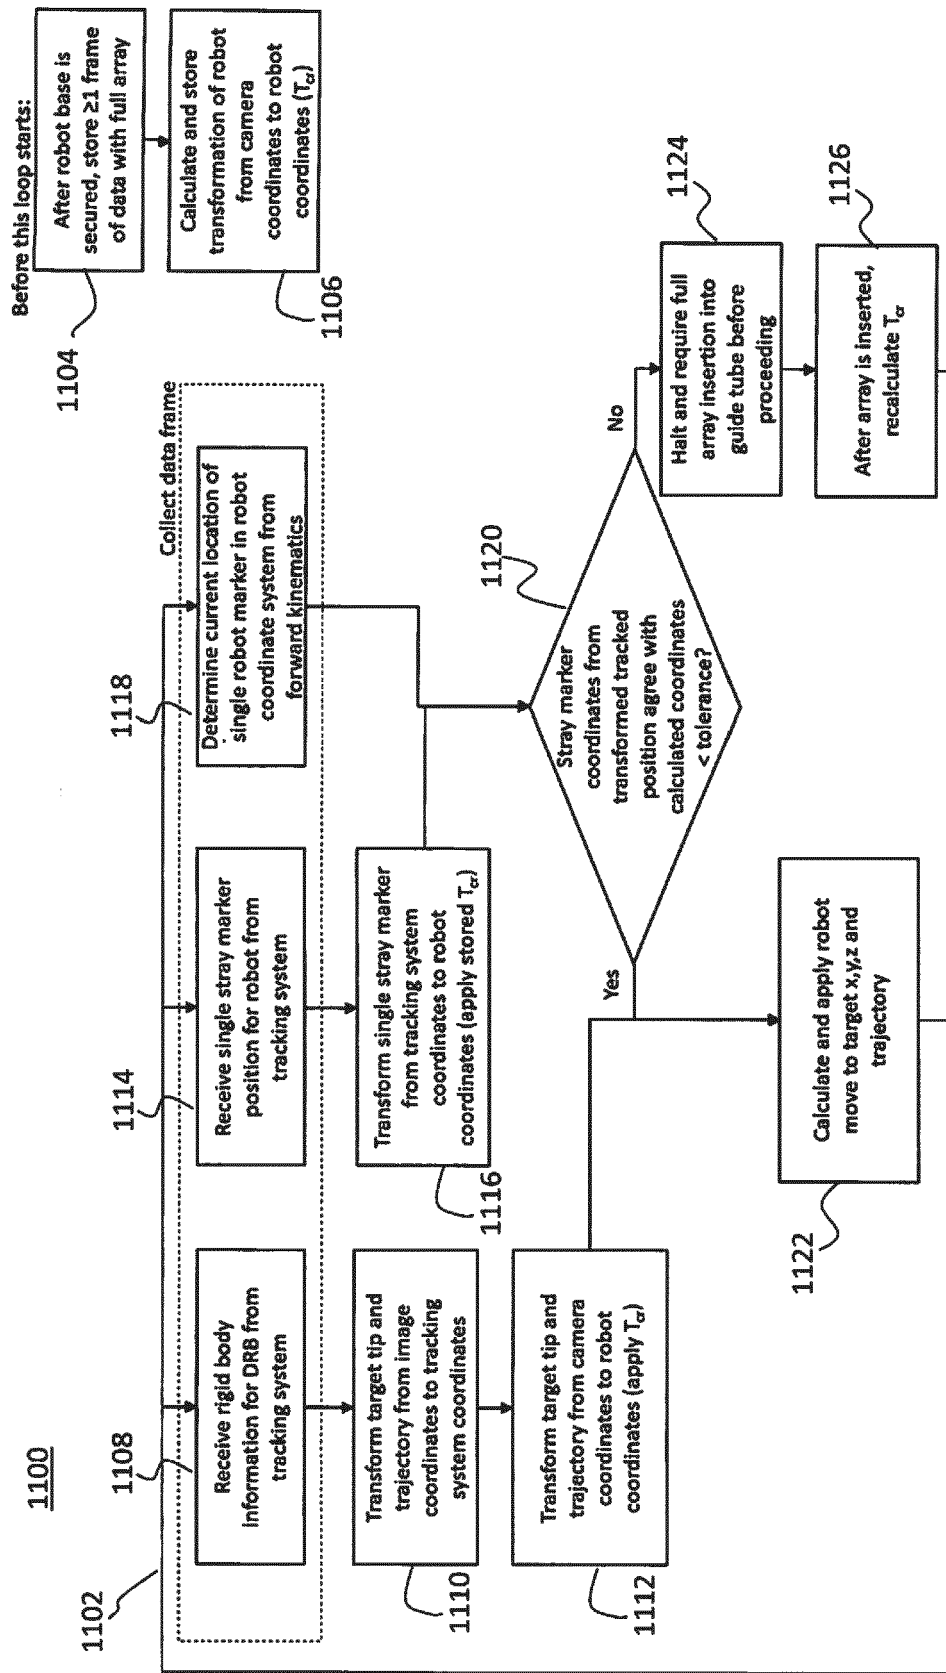 1100
1102
1108
Receive rigid body
information for DRB from
tracking system
1110
Transform target tip and
trajectory from image
coordinates to tracking
system coordinates
1112
Transform target tip and
trajectory from camera
coordinates to robot
coordinates (apply Tcr)
1114
Receive single stray marker
position for robot from
tracking system
1116
Transform single stray marker
from tracking system
coordinates to robot
coordinates (apply stored Tcr)
1118
Collect data frame
Determine current location of
single robot marker in robot
coordinate system from
forward kinematics
Before this loop starts:
1104
After robot base is
secured, store ≥1 frame
of data with full array
1106
Calculate and store
transformation of robot
from camera
coordinates to robot
coordinates (Tcr)
1120
Stray marker
coordinates from
transformed tracked
position agree with
calculated coordinates
< tolerance?
Yes
No
1122
Calculate and apply robot
move to target x,y,z and
trajectory
1124
Halt and require full
array insertion into
guide tube before
proceeding
1126
After array is inserted,
recalculate Tcr